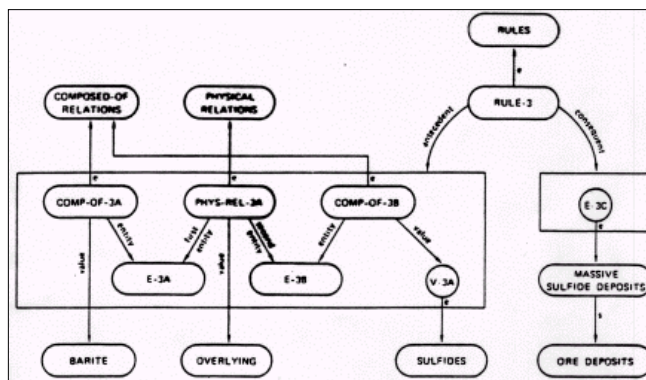 RULES
e
COMPOSED-OF
RELATIONS
PHYSICAL
RELATIONS
RULE-3
antecedent
consequent
e
e
e
COMP-OF-3A
PHYS-REL-3A
COMP-OF-3B
E-3C
e
entity
first
entity
second
entity
entity
value
value
value
E-3A
E-3B
V-3A
e
MASSIVE
SULFIDE DEPOSITS
s
BARITE
OVERLYING
SULFIDES
ORE DEPOSITS